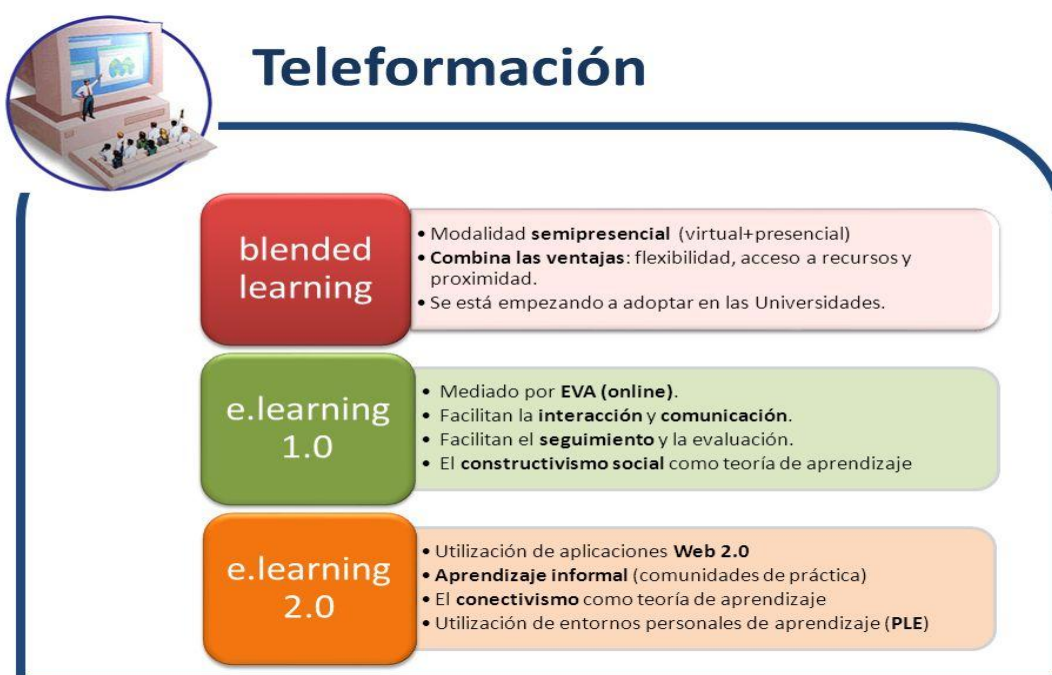 Teleformación
blended
learning
• Modalidad semipresencial (virtual+presencial)
• Combina las ventajas: flexibilidad, acceso a recursos y
proximidad.
• Se está empezando a adoptar en las Universidades.
e.learning
1.0
• Mediado por EVA (online).
• Facilitan la interacción y comunicación.
• Facilitan el seguimiento y la evaluación.
• El constructivismo social como teoría de aprendizaje
e.learning
2.0
• Utilización de aplicaciones Web 2.0
• Aprendizaje informal (comunidades de práctica)
• El conectivismo como teoría de aprendizaje
• Utilización de entornos personales de aprendizaje (PLE)